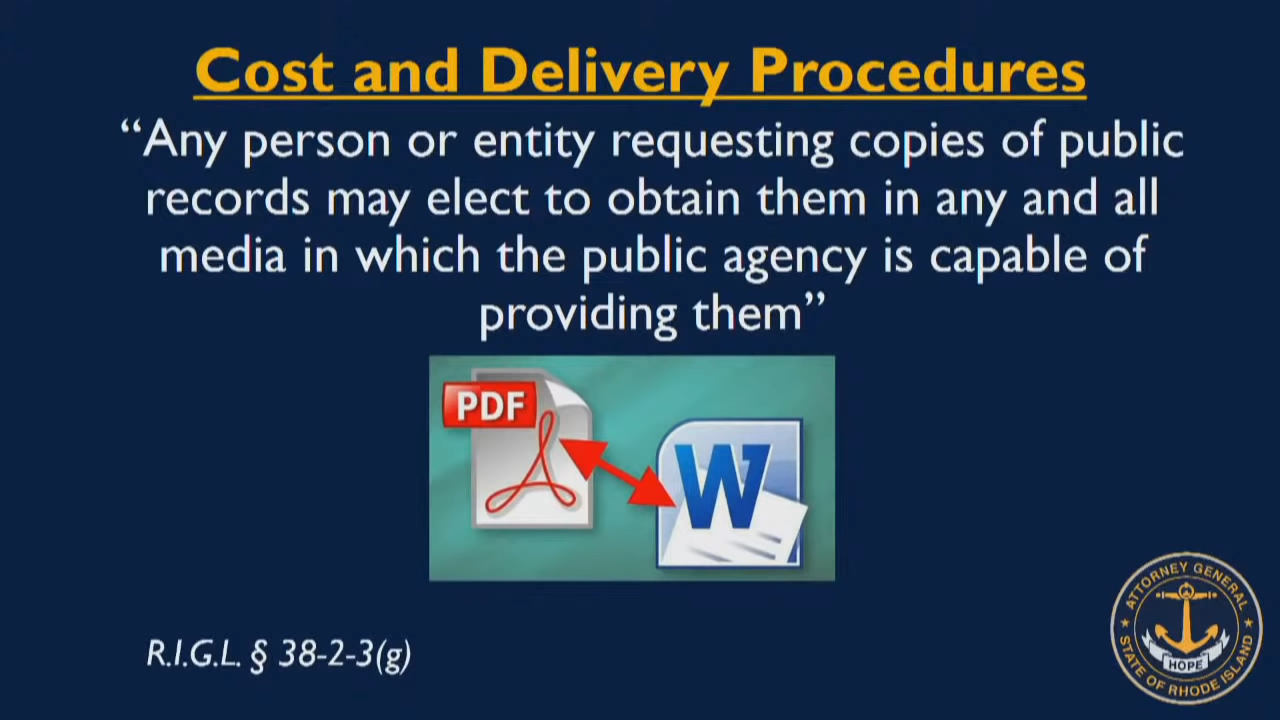 Cost and Delivery Procedures
“Any person or entity requesting copies of public
records may elect to obtain them in any and all
media in which the public agency is capable of
providing them”
PDF
W
R.I.G.L. § 38-2-3(g)
ATTORNEY GENERAL
HOPE
STATE OF RHODE ISLAND